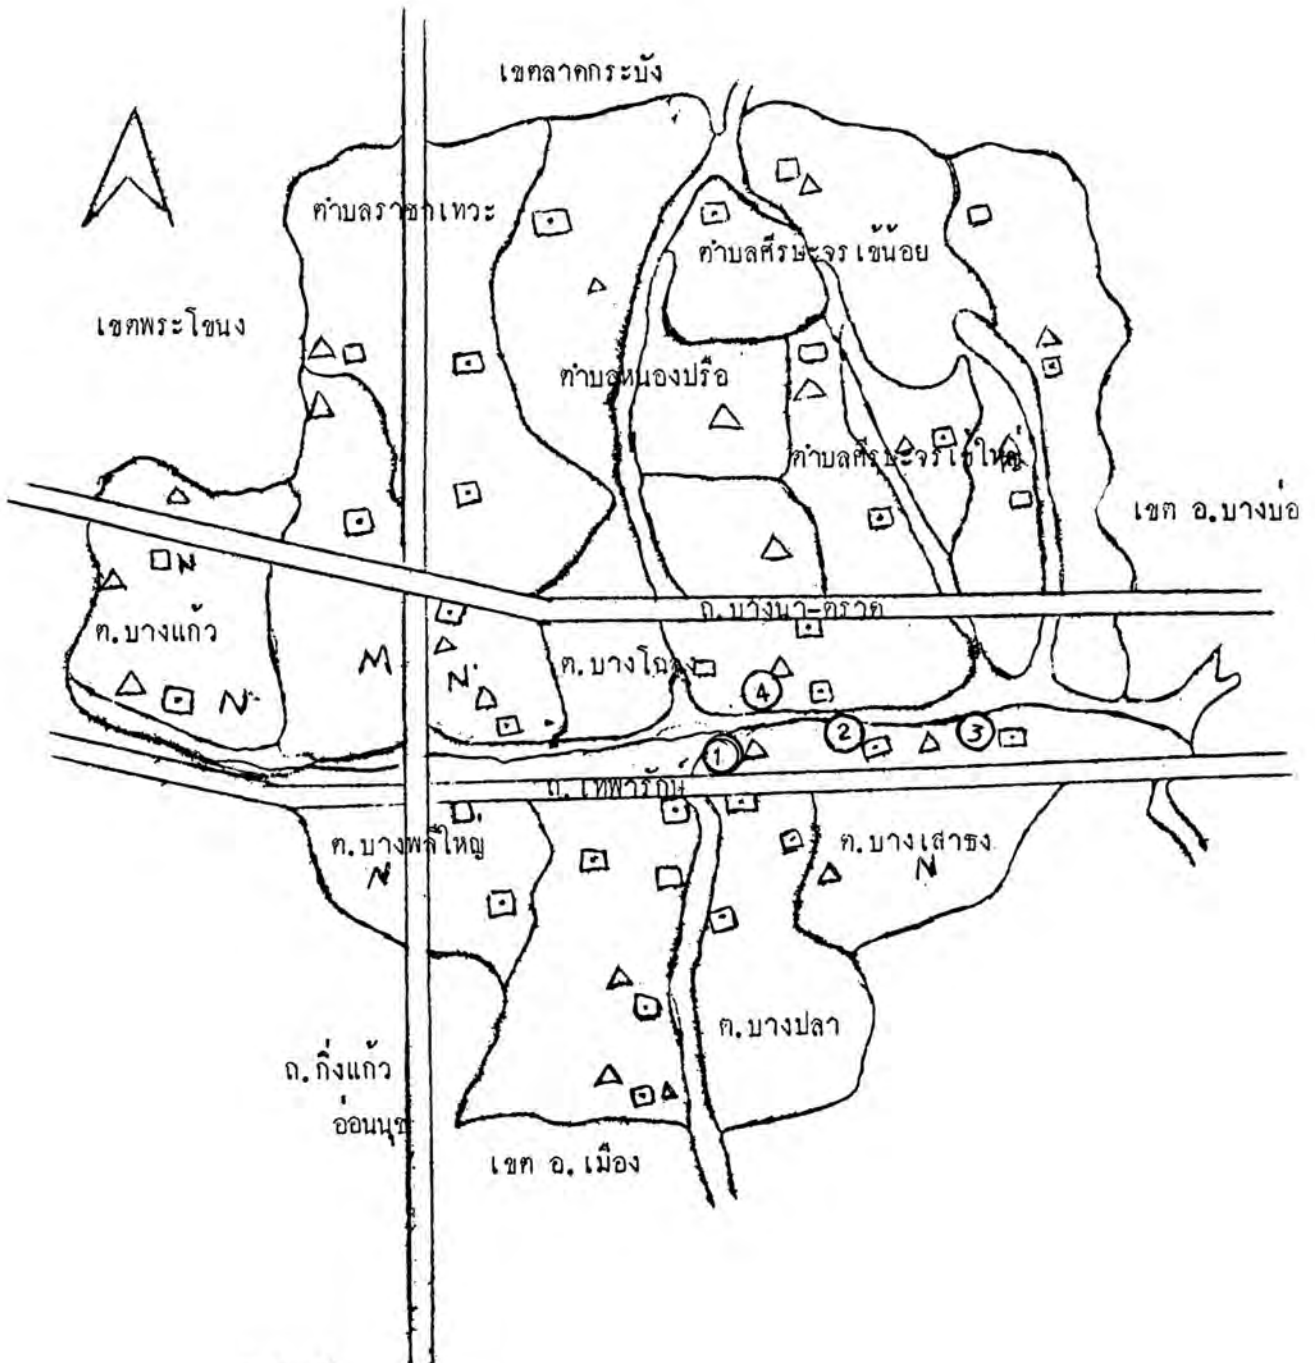 เขตลาดกระบัง
ตำบลราชาเทวะ
ตำบลศีรษะจรเข้น้อย
เขตพระโขนง
ตำบลหนองปรือ
ตำบลศีรษะจรเข้ใหญ่
เขต อ.บางบ่อ
N
ถ.บางนา-ตราด
ต.บางแก้ว
M
N
ต.บางโฉลง
N
4
2
3
1
ถ. เทพารักษ์
ต.บางพลีใหญ่
N
ต.บางเสาธง
N
ต.บางปลา
ถ.กิ่งแก้ว
อ่อนนุช
เขต อ. เมือง